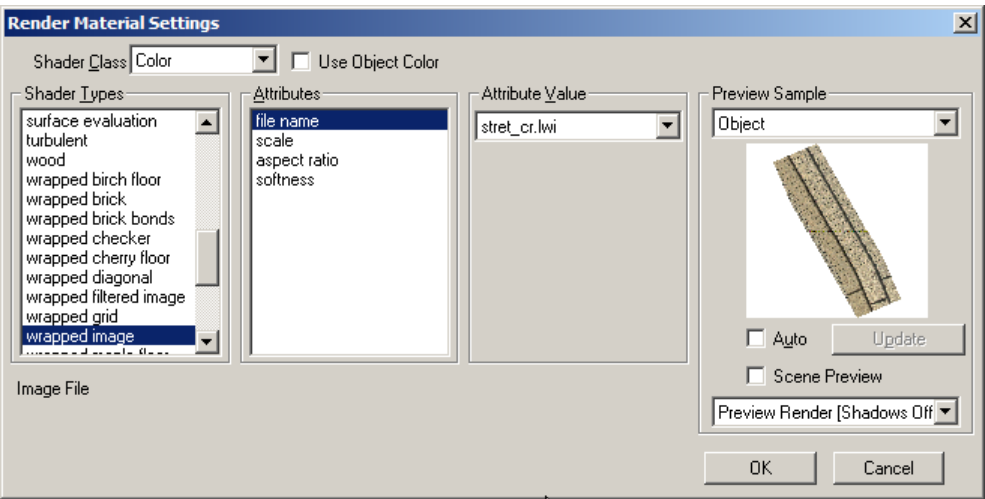 Render Material Settings
Shader Class Color Use Object Color
Shader Types
surface evaluation
turbulent
wood
wrapped birch floor
wrapped brick
wrapped brick bonds
wrapped checker
wrapped cherry floor
wrapped diagonal
wrapped filtered image
wrapped grid
wrapped image
Attributes
file name
scale
aspect ratio
softness
Attribute Value
stret_cr.lwi
Preview Sample
Object
Auto Update
Scene Preview
Preview Render [Shadows Off
Image File
OK Cancel